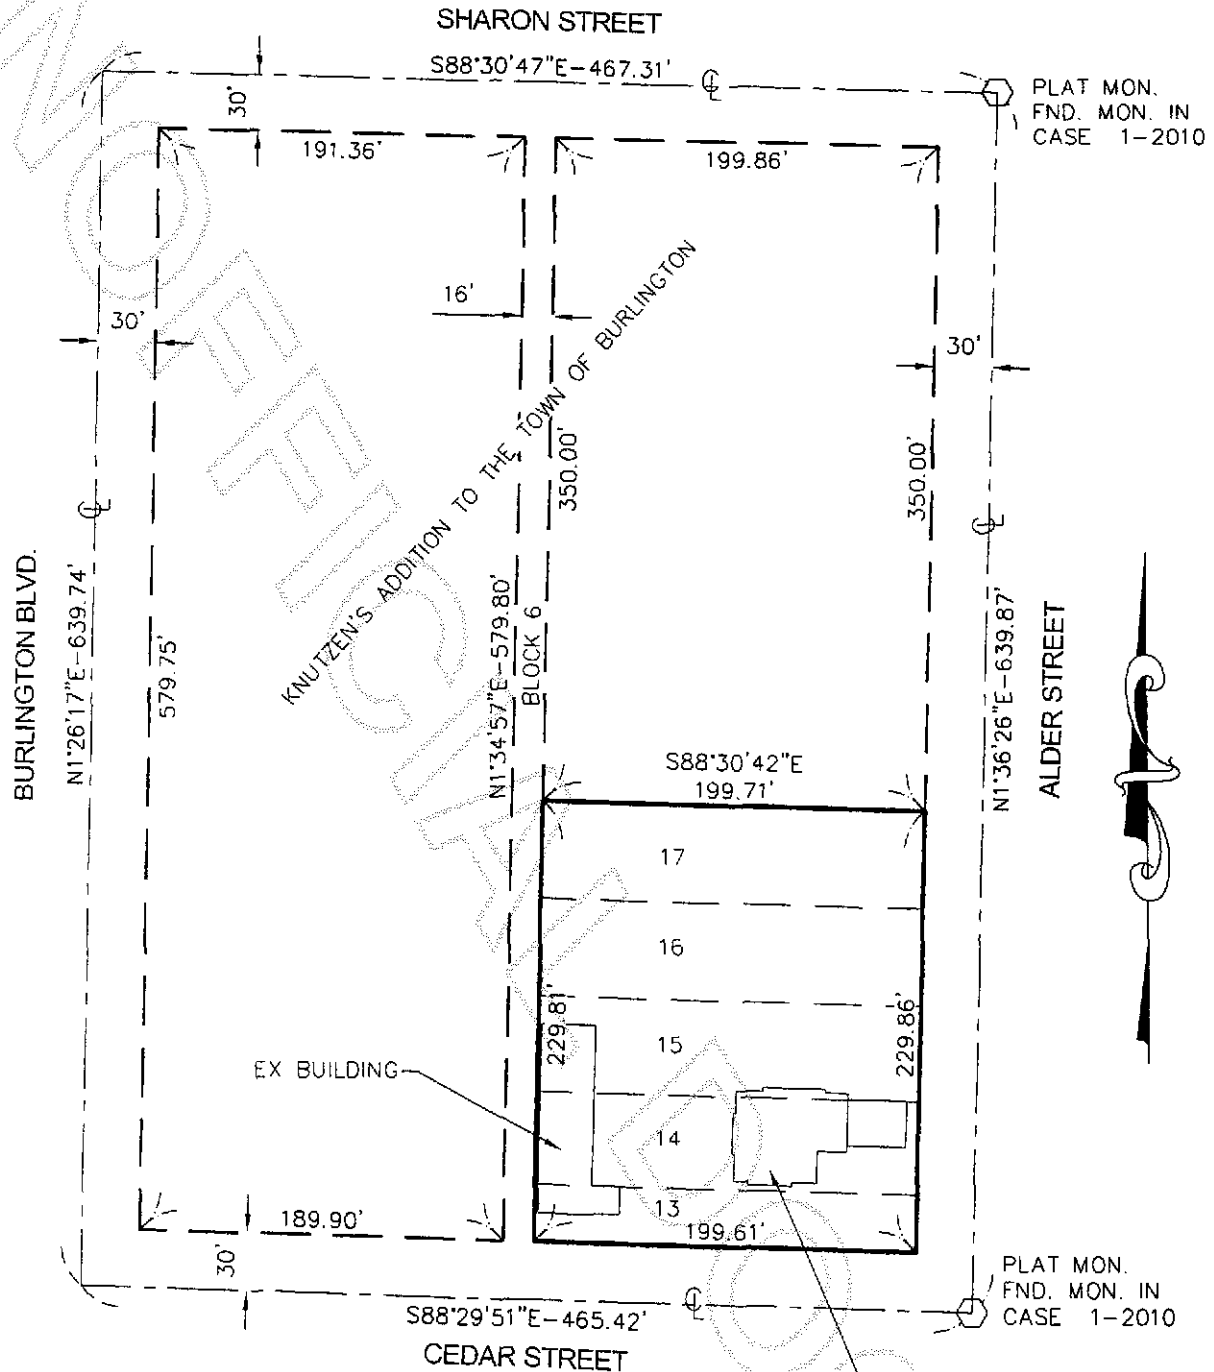 SHARON STREET
S88°30'47"E-467.31'
PLAT MON.
FND. MON. IN
CASE 1-2010
30'
191.36'
199.86'
16'
30'
30'
KNUTZEN'S ADDITION TO THE TOWN OF BURLINGTON
350.00'
350.00'
BURLINGTON BLVD.
N1°26'17"E-639.74'
579.75'
N1°34'57"E-579.80'
BLOCK 6
N1°36'26"E-639.87'
ALDER STREET
S88°30'42"E
199.71'
17
16
229.81'
229.86'
15
EX BUILDING
14
13
189.90'
199.61'
30'
PLAT MON.
FND. MON. IN
CASE 1-2010
S88°29'51"E-465.42'
CEDAR STREET
UNOFFICIAL DO